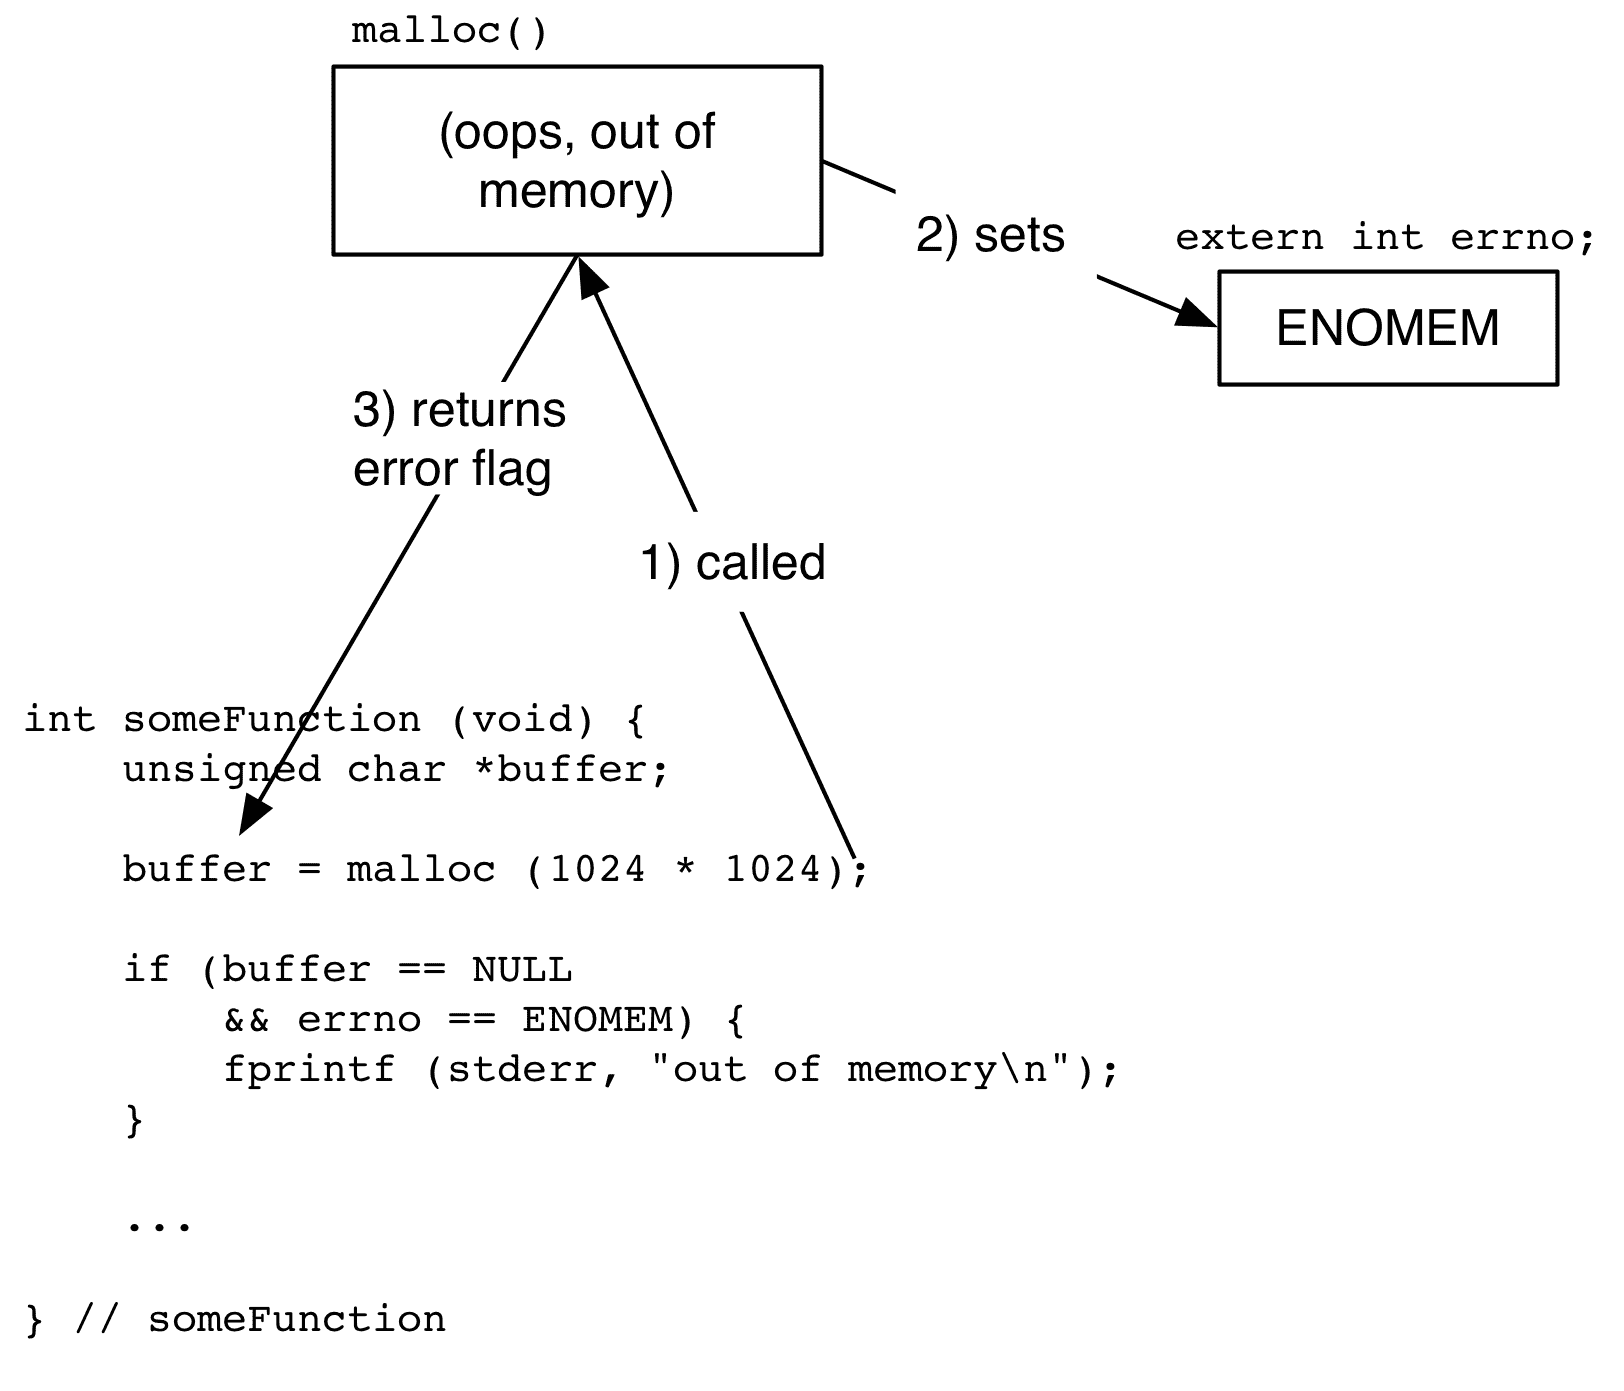 malloc()
(oops, out of
memory)
2) sets
extern int errno;
ENOMEM
3) returns
error flag
1) called
int someFunction (void) {
    unsigned char *buffer;
    buffer = malloc (1024 * 1024);
    if (buffer == NULL
        && errno == ENOMEM) {
        fprintf (stderr, "out of memory\n");
    }
    ...
} // someFunction